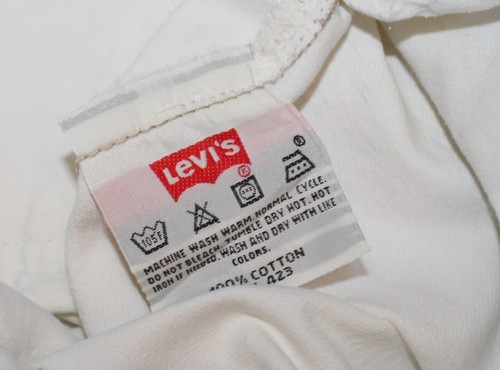 Levi's
105F
MACHINE WASH WARM. NORMAL CYCLE.
DO NOT BLEACH. TUMBLE DRY HOT. HOT
IRON IF NEEDED. WASH AND DRY WITH LIKE
COLORS.
100% COTTON
423